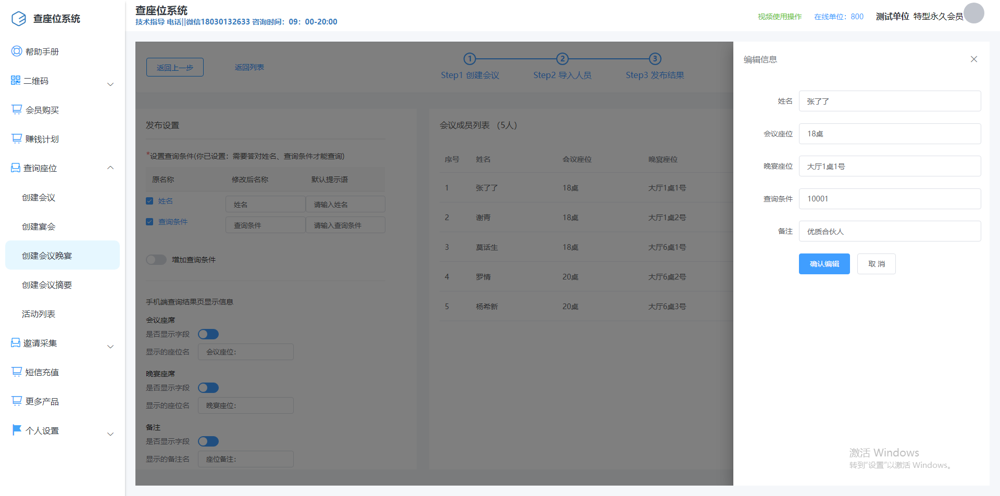 查座位系统
帮助手册
二维码
会员购买
赚钱计划
查询座位
创建会议
创建宴会
创建会议晚宴
创建会议摘要
活动列表
邀请采集
短信充值
更多产品
个人设置
查座位系统
技术指导 电话||微信18030132633 咨询时间：09：00-20:00
视频使用操作 在线单位：800 测试单位 特型永久会员
返回上一步 返回列表
1 2 3
Step1 创建会议 Step2 导入人员 Step3 发布结果
发布设置
*设置查询条件(你已设置：需要答对姓名、查询条件才能查询)
原名称 修改后名称 默认提示语
姓名 姓名 请输入姓名
查询条件 查询条件 请输入查询条件
增加查询条件
手机端查询结果页显示信息
会议座席
是否显示字段
显示的座位名 会议座位：
晚宴座席
是否显示字段
显示的座位名 晚宴座位：
备注
是否显示字段
显示的备注名 座位备注：
会议成员列表 （5人）
序号 姓名 会议座位 晚宴座位
1 张了了 18桌 大厅1桌1号
2 谢青 18桌 大厅1桌2号
3 莫话生 18桌 大厅6桌1号
4 罗情 20桌 大厅6桌2号
5 杨希新 20桌 大厅6桌3号
编辑信息
姓名 张了了
会议座位 18桌
晚宴座位 大厅1桌1号
查询条件 10001
备注 优质合伙人
确认编辑 取 消
激活 Windows
转到“设置”以激活 Windows。